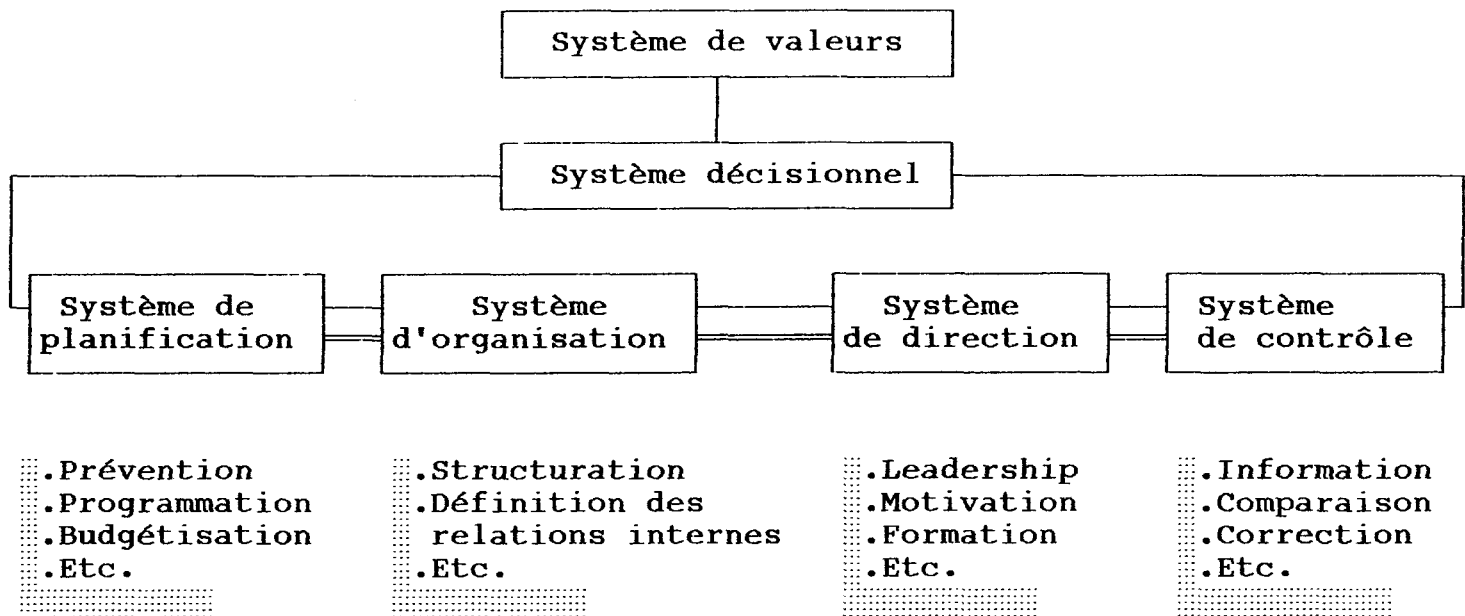 Système de valeurs
Système décisionnel
Système de
planification
Système
d'organisation
Système
de direction
Système
de contrôle
.Prévention
.Programmation
.Budgétisation
.Etc.
.Structuration
.Définition des
relations internes
.Etc.
.Leadership
.Motivation
.Formation
.Etc.
.Information
.Comparaison
.Correction
.Etc.